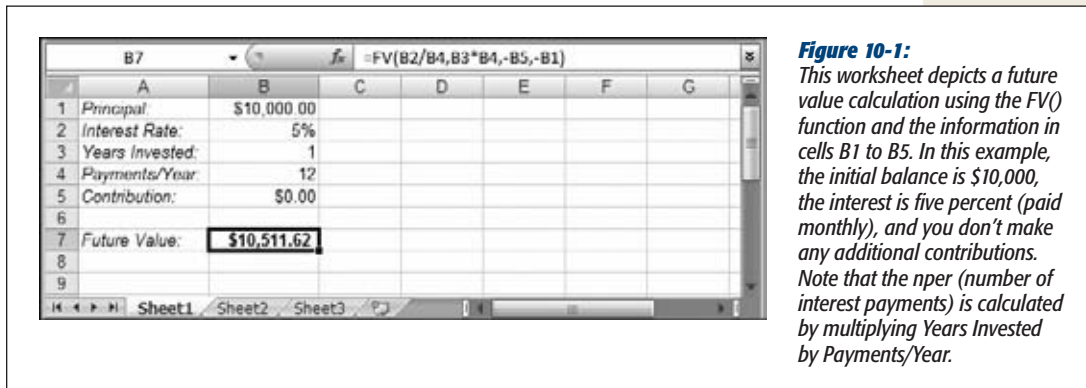 B7 fx =FV(B2/B4,B3*B4,-B5,-B1)
A B C D E F G
1 Principal: $10,000.00
2 Interest Rate: 5%
3 Years Invested: 1
4 Payments/Year: 12
5 Contribution: $0.00
6
7 Future Value: $10,511.62
8
9
Sheet1 Sheet2 Sheet3
Figure 10-1:
This worksheet depicts a future
value calculation using the FV()
function and the information in
cells B1 to B5. In this example,
the initial balance is $10,000,
the interest is five percent (paid
monthly), and you don’t make
any additional contributions.
Note that the nper (number of
interest payments) is calculated
by multiplying Years Invested
by Payments/Year.